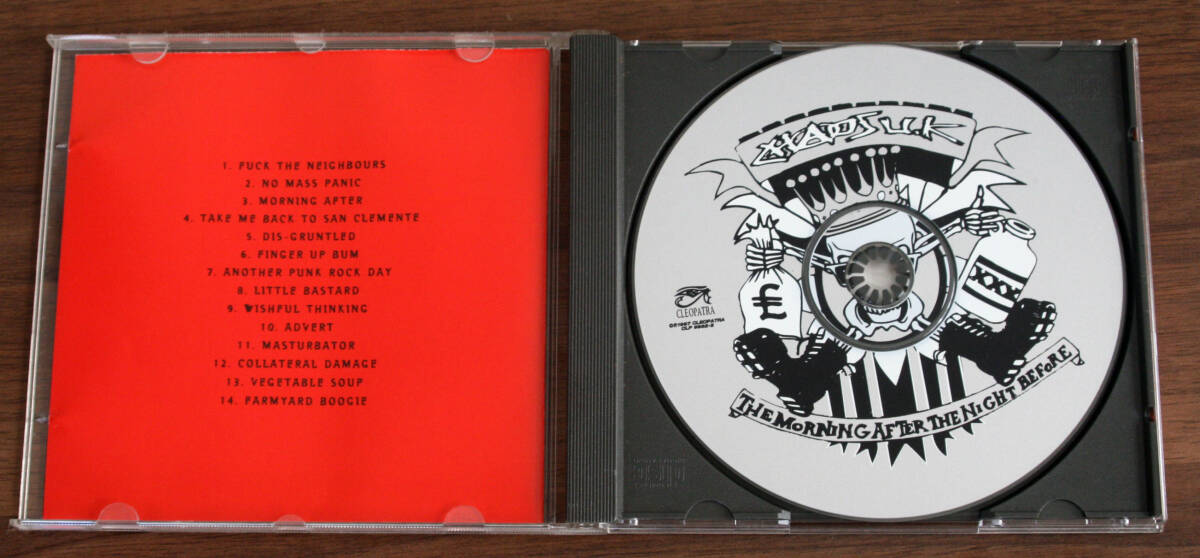 1. FUCK THE NEIGHBOURS
2. NO MASS PANIC
3. MORNING AFTER
4. TAKE ME BACK TO SAN CLEMENTE
5. DIS-GRUNTLED
6. FINGER UP BUM
7. ANOTHER PUNK ROCK DAY
8. LITTLE BASTARD
9. WISHFUL THINKING
10. ADVERT
11. MASTURBATOR
12. COLLATERAL DAMAGE
13. VEGETABLE SOUP
14. FARMYARD BOOGIE
CHAOS U.K
£
XXX
CLEOPATRA
©℗1997 CLEOPATRA
THE MORNING AFTER THE NIGHT BEFORE